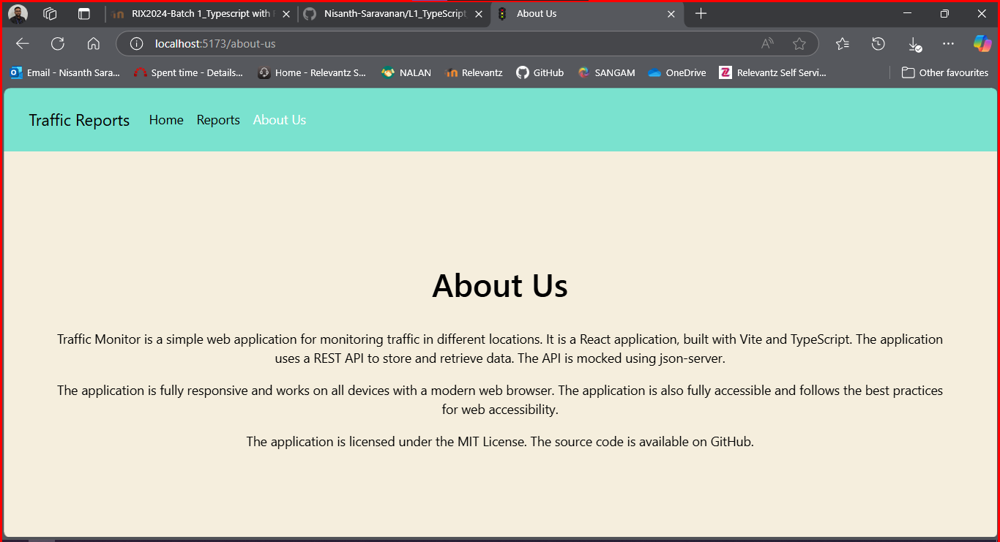 RIX2024-Batch 1_Typescript with
Nisanth-Saravanan/L1_TypeScript
About Us
localhost:5173/about-us
Email - Nisanth Sara...
Spent time - Details...
Home - Relevantz S...
NALAN
Relevantz
GitHub
SANGAM
OneDrive
Relevantz Self Servi...
Other favourites
Traffic Reports
Home
Reports
About Us
About Us
Traffic Monitor is a simple web application for monitoring traffic in different locations. It is a React application, built with Vite and TypeScript. The application
uses a REST API to store and retrieve data. The API is mocked using json-server.
The application is fully responsive and works on all devices with a modern web browser. The application is also fully accessible and follows the best practices
for web accessibility.
The application is licensed under the MIT License. The source code is available on GitHub.